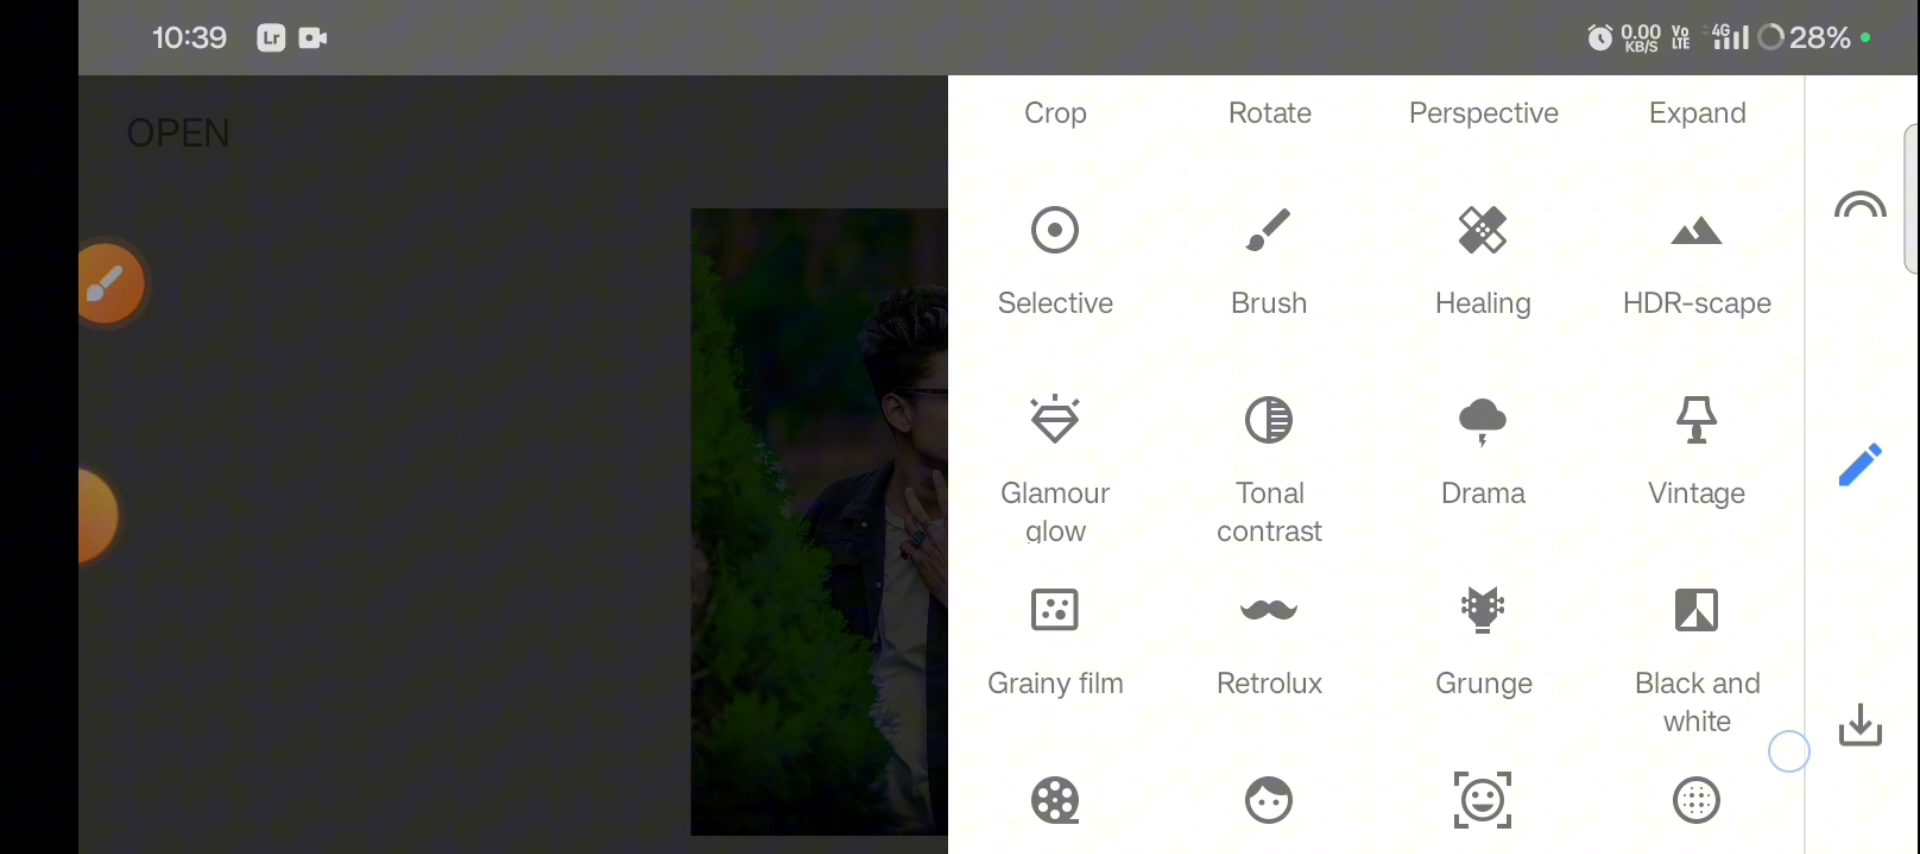 10:39 Lr 0.00 KB/S Vo LTE 4G 28%
OPEN
Crop Rotate Perspective Expand
Selective Brush Healing HDR-scape
Glamour glow Tonal contrast Drama Vintage
Grainy film Retrolux Grunge Black and white